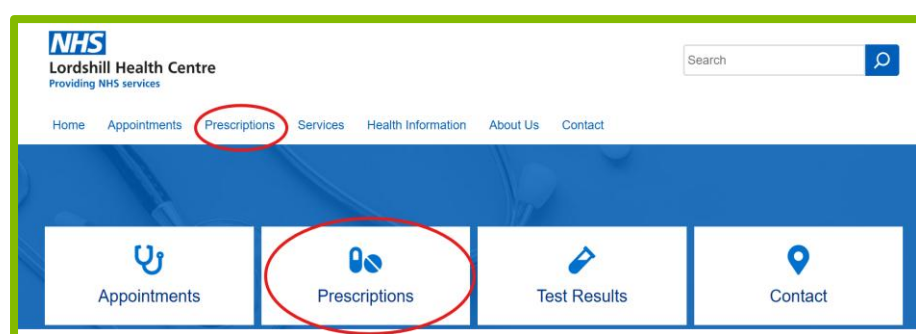 NHS
Lordshill Health Centre
Providing NHS services
Search
Home Appointments Prescriptions Services Health Information About Us Contact
Appointments Prescriptions Test Results Contact